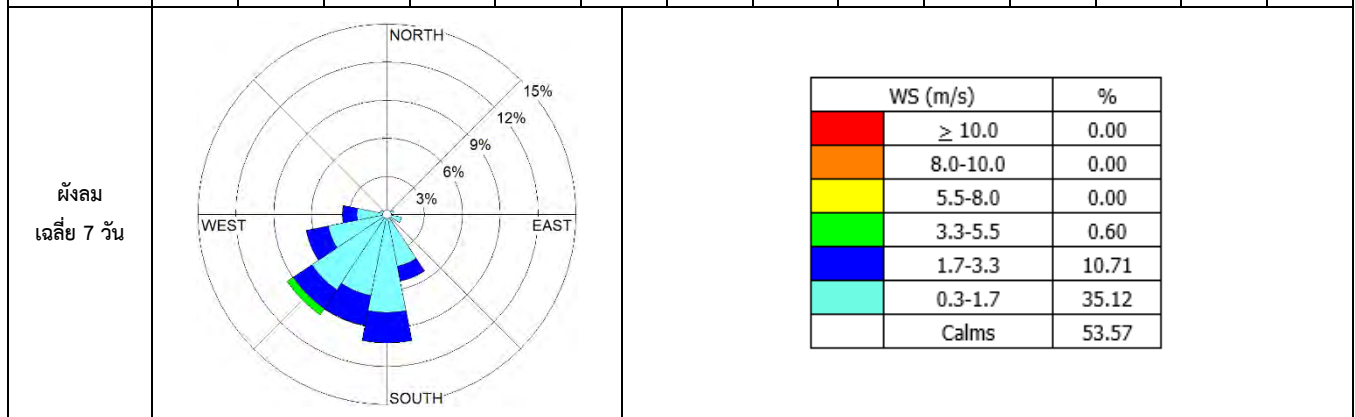 ผังลม
เฉลี่ย 7 วัน
NORTH
15%
12%
9%
6%
3%
WEST
EAST
SOUTH
WS (m/s) %
≥ 10.0 0.00
8.0-10.0 0.00
5.5-8.0 0.00
3.3-5.5 0.60
1.7-3.3 10.71
0.3-1.7 35.12
Calms 53.57